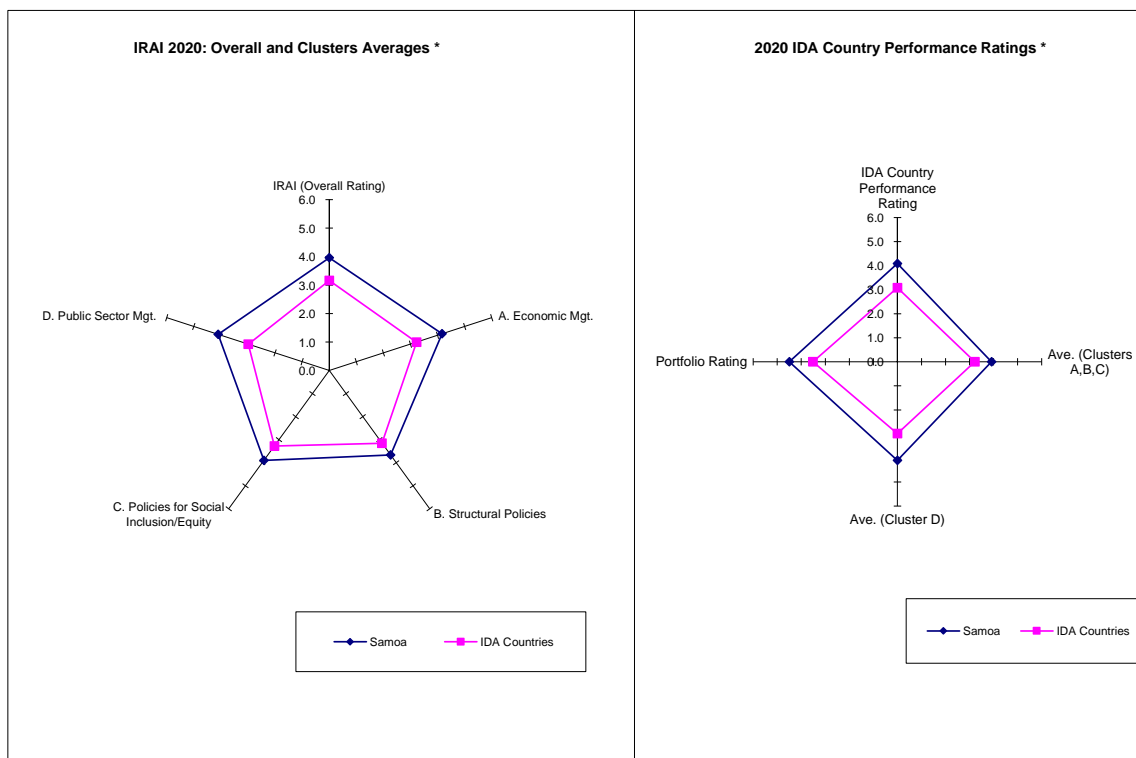 IRAI 2020: Overall and Clusters Averages *
IRAI (Overall Rating)
6.0
5.0
4.0
3.0
2.0
1.0
0.0
A. Economic Mgt.
B. Structural Policies
C. Policies for Social
Inclusion/Equity
D. Public Sector Mgt.
Samoa
IDA Countries
2020 IDA Country Performance Ratings *
IDA Country
Performance
Rating
6.0
5.0
4.0
3.0
2.0
1.0
0.0
Ave. (Clusters
A,B,C)
Ave. (Cluster D)
Portfolio Rating
Samoa
IDA Countries